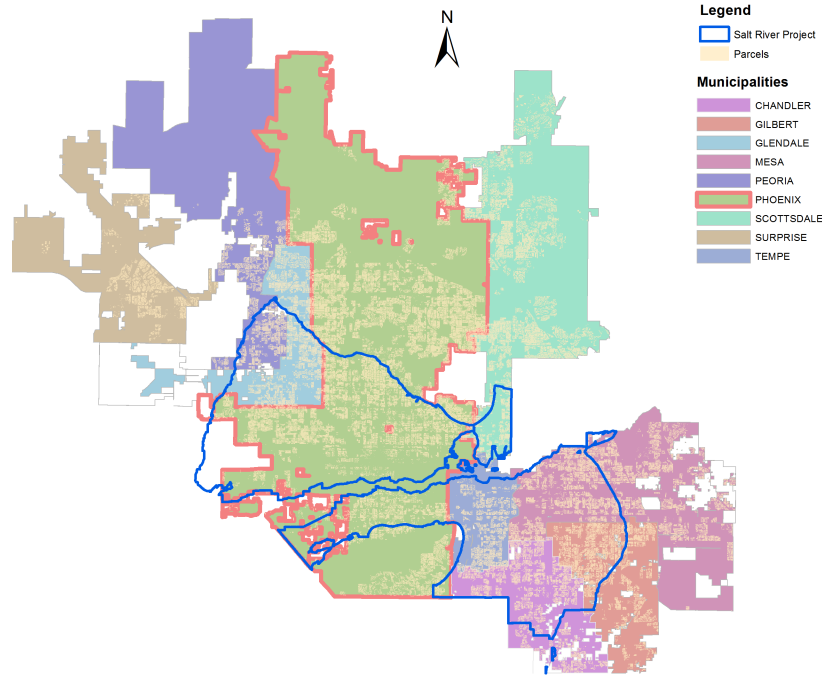 N
Legend
Salt River Project
Parcels
Municipalities
CHANDLER
GILBERT
GLENDALE
MESA
PEORIA
PHOENIX
SCOTTSDALE
SURPRISE
TEMPE